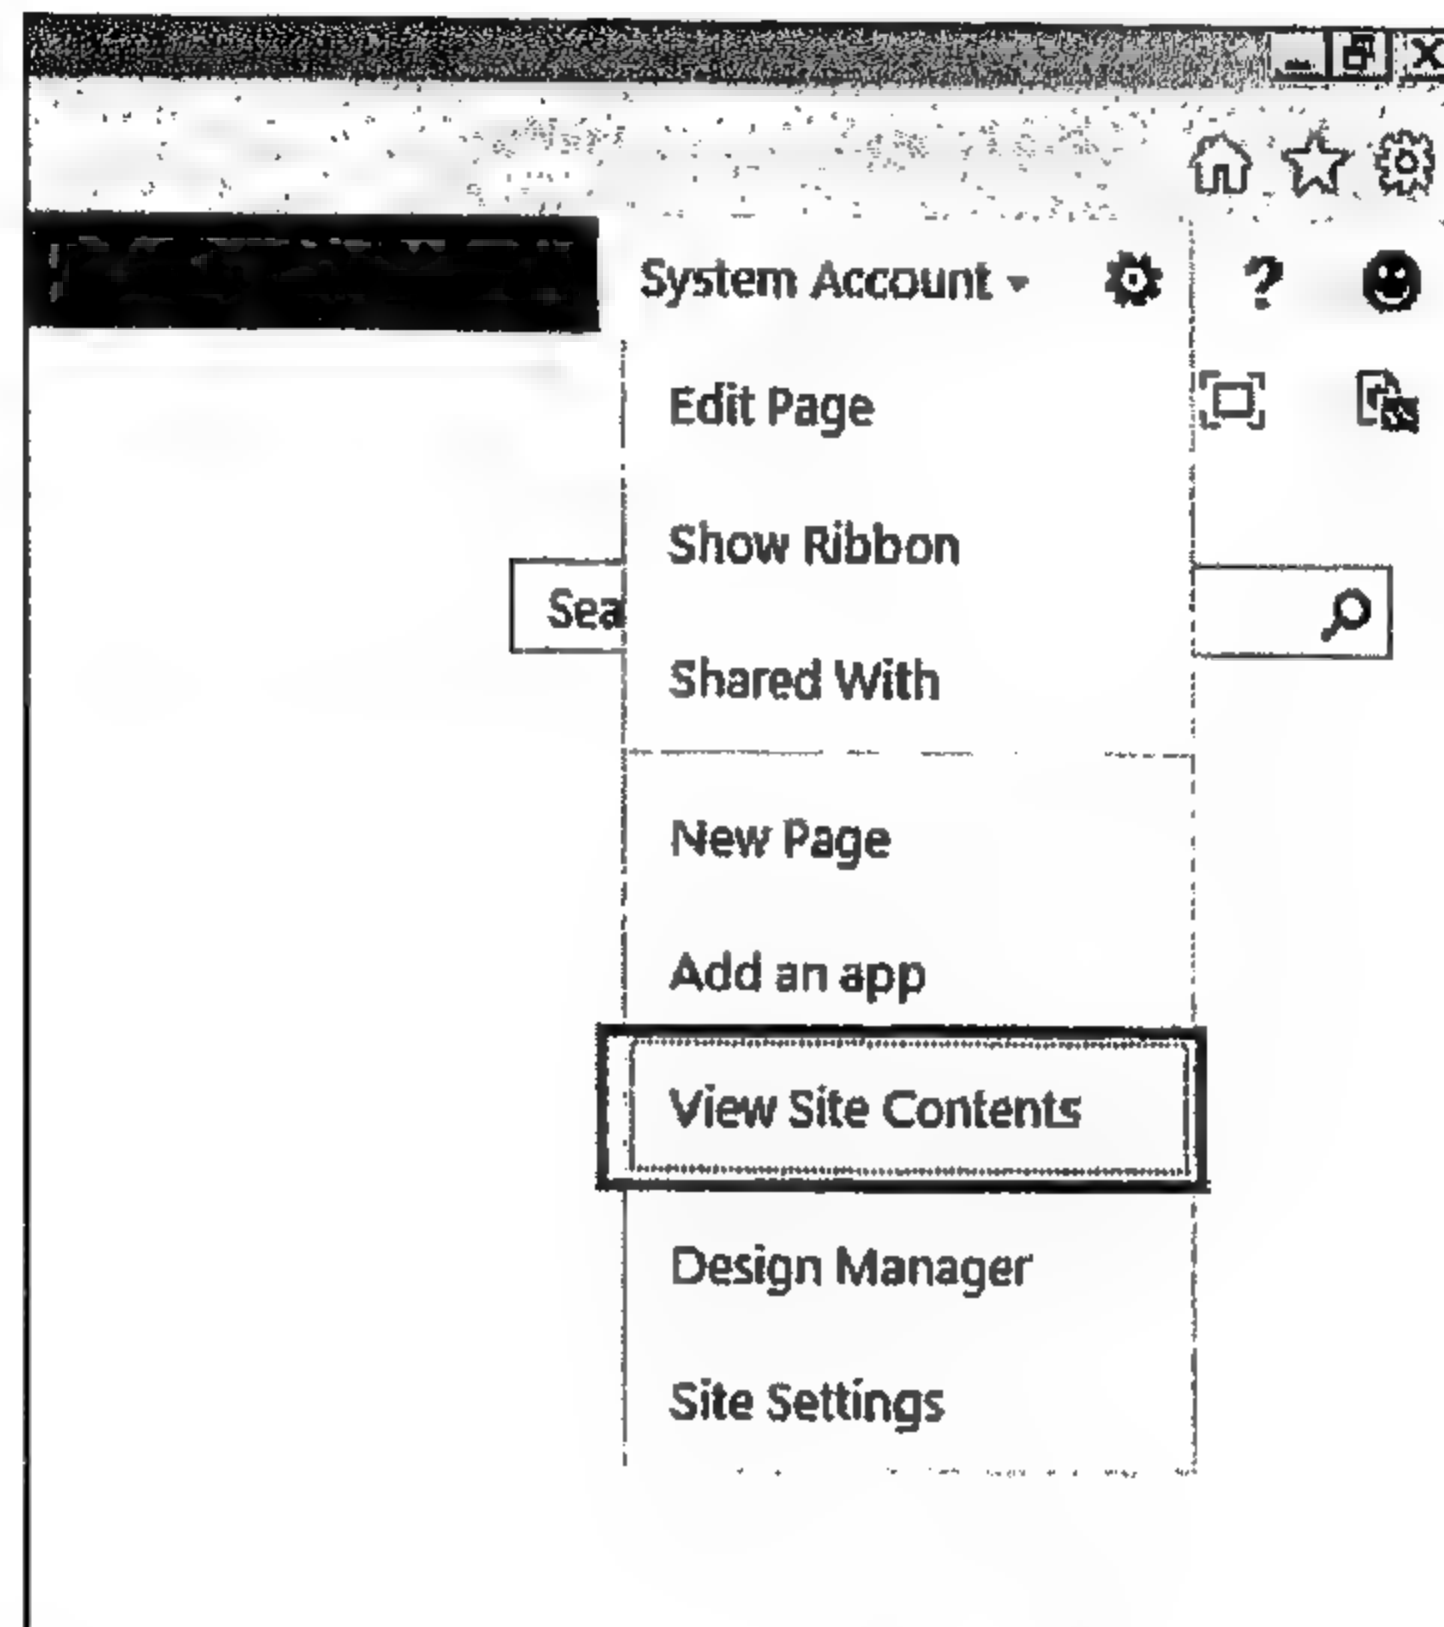 System Account
?
Edit Page
Show Ribbon
Sea
Shared With
New Page
Add an app
View Site Contents
Design Manager
Site Settings